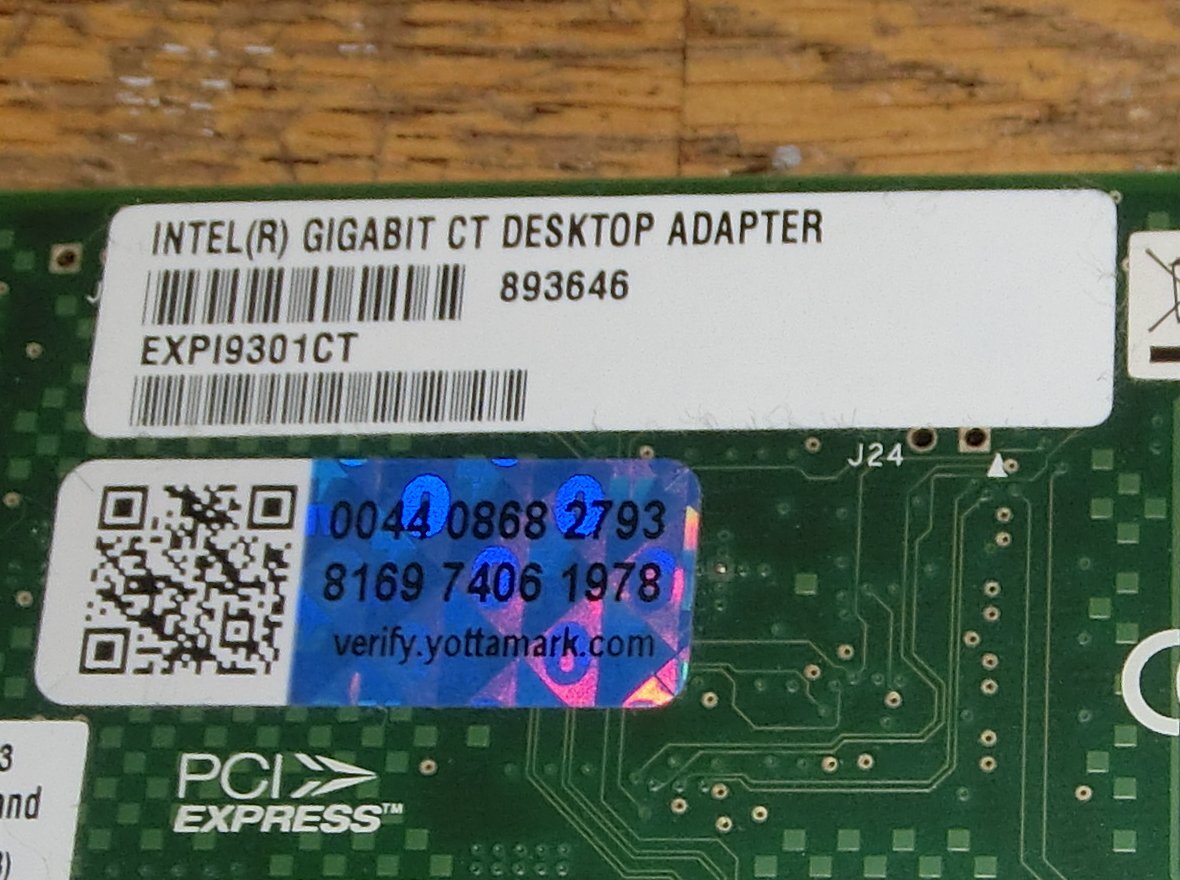 INTEL(R) GIGABIT CT DESKTOP ADAPTER
893646
EXPI9301CT
J24
0044 0868 2793
8169 7406 1978
verify.yottamark.com
PCI
EXPRESS™
3
)